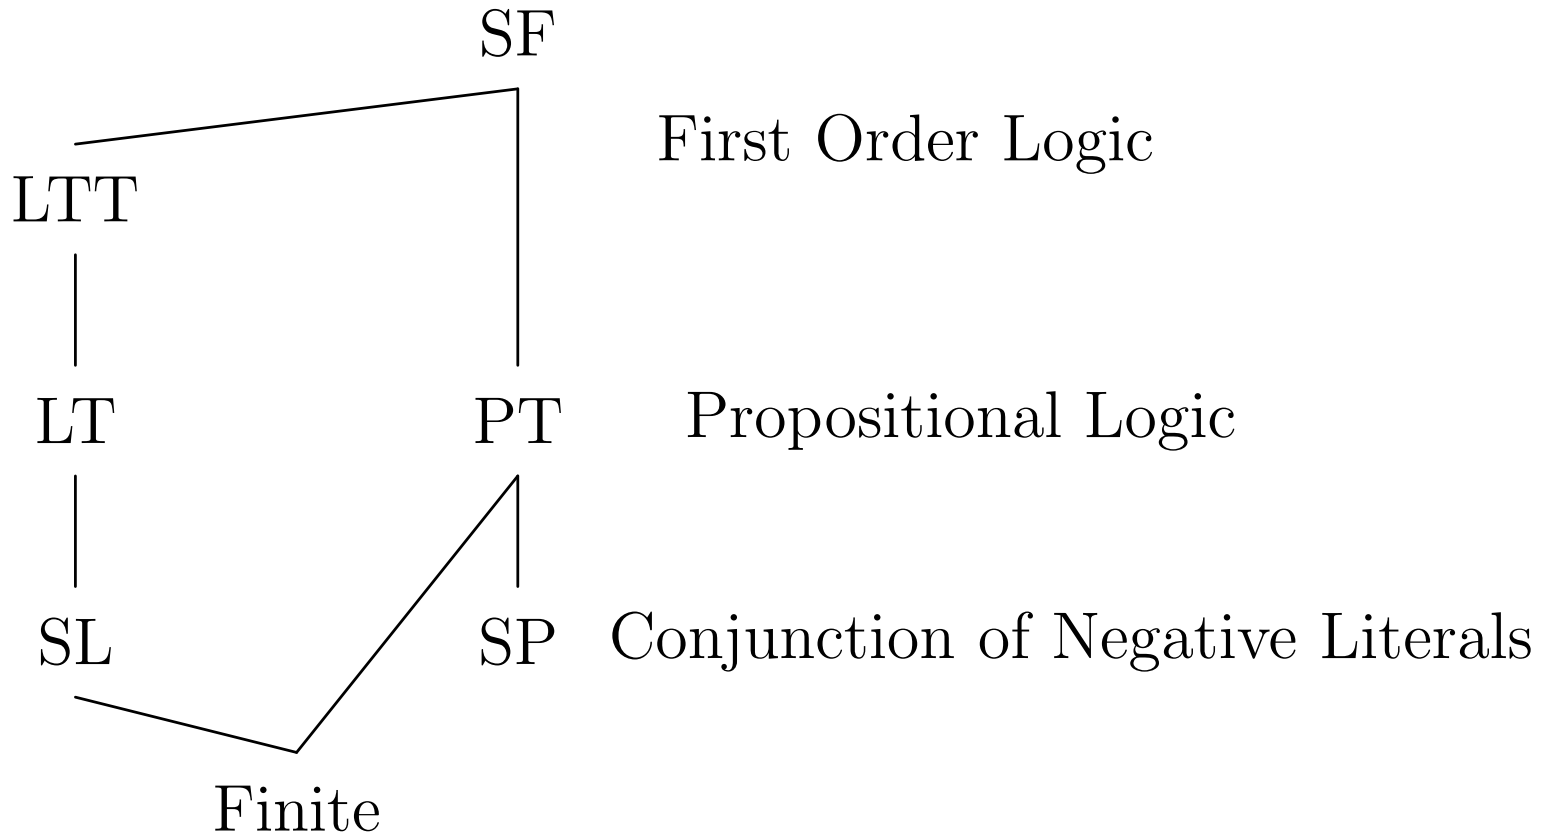 SF
First Order Logic
LTT
LT
PT
Propositional Logic
SL
SP
Conjunction of Negative Literals
Finite